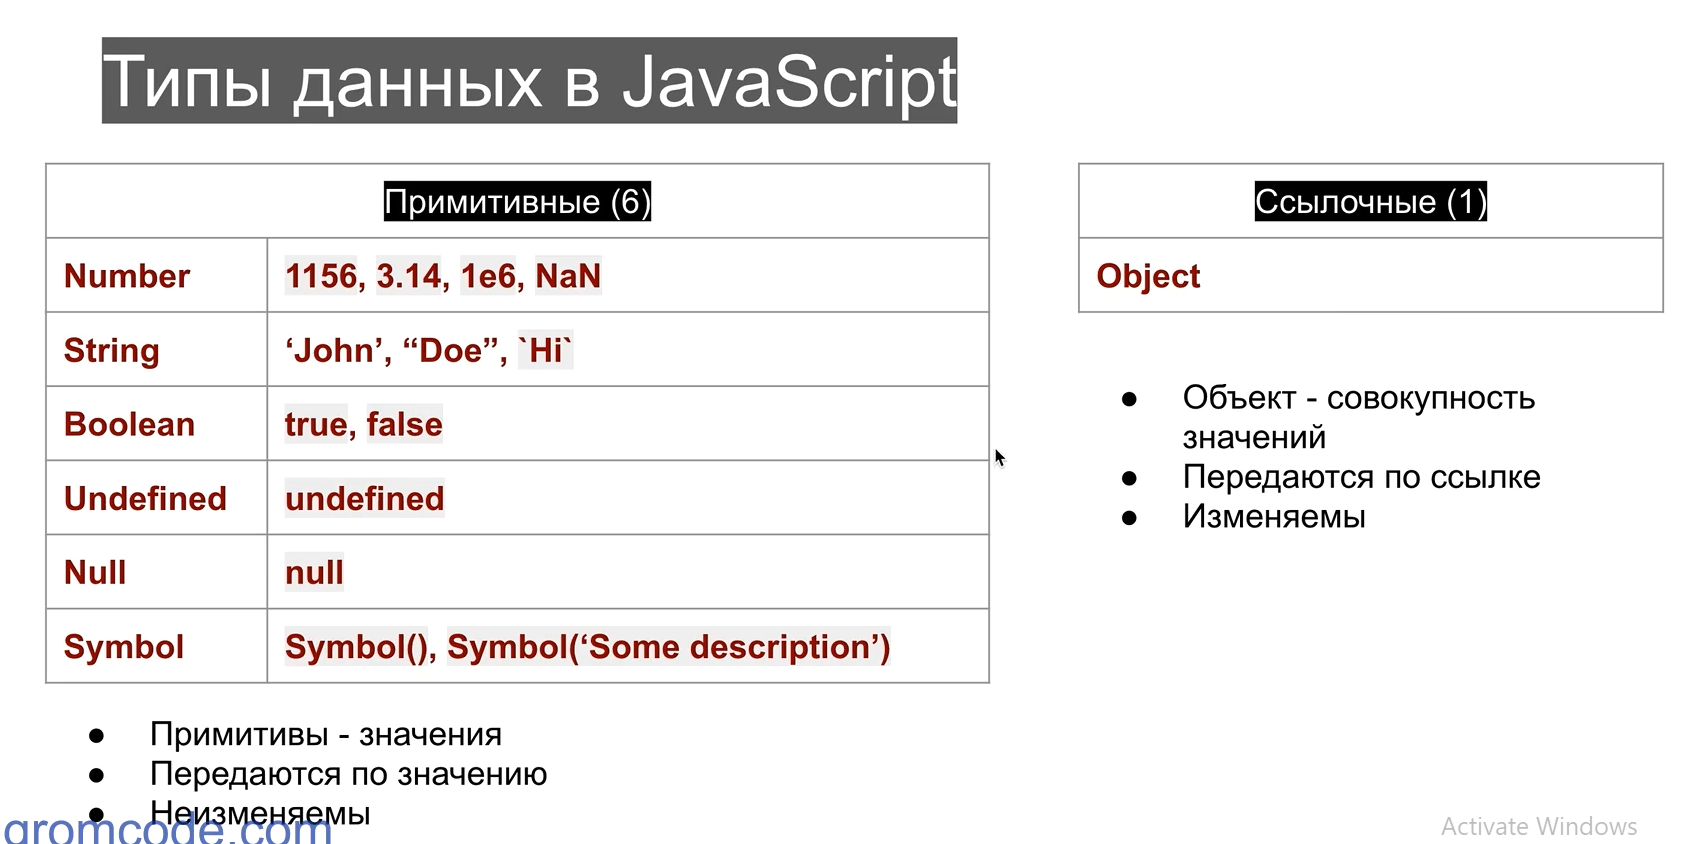 Типы данных в JavaScript
Примитивные (6)
Number 1156, 3.14, 1e6, NaN
String ‘John’, “Doe”, `Hi`
Boolean true, false
Undefined undefined
Null null
Symbol Symbol(), Symbol(‘Some description’)
● Примитивы - значения
● Передаются по значению
● Неизменяемы
Ссылочные (1)
Object
● Объект - совокупность
значений
● Передаются по ссылке
● Изменяемы
gromcode.com
Activate Windows